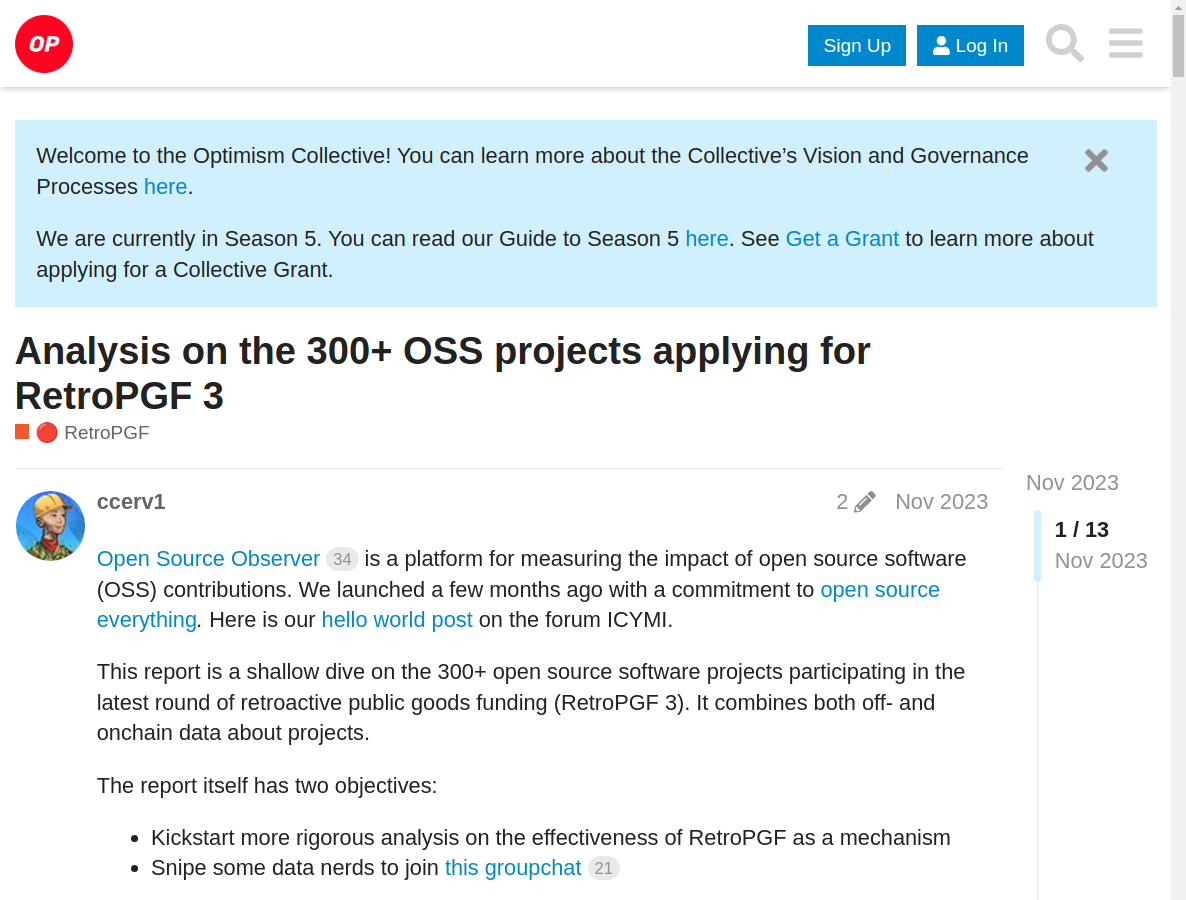 OP
Sign Up
Log In
Welcome to the Optimism Collective! You can learn more about the Collective’s Vision and Governance
Processes here.
We are currently in Season 5. You can read our Guide to Season 5 here. See Get a Grant to learn more about
applying for a Collective Grant.
Analysis on the 300+ OSS projects applying for
RetroPGF 3
RetroPGF
ccerv1
2
Nov 2023
Open Source Observer 34 is a platform for measuring the impact of open source software
(OSS) contributions. We launched a few months ago with a commitment to open source
everything. Here is our hello world post on the forum ICYMI.
This report is a shallow dive on the 300+ open source software projects participating in the
latest round of retroactive public goods funding (RetroPGF 3). It combines both off- and
onchain data about projects.
The report itself has two objectives:
Kickstart more rigorous analysis on the effectiveness of RetroPGF as a mechanism
Snipe some data nerds to join this groupchat 21
Nov 2023
1 / 13
Nov 2023